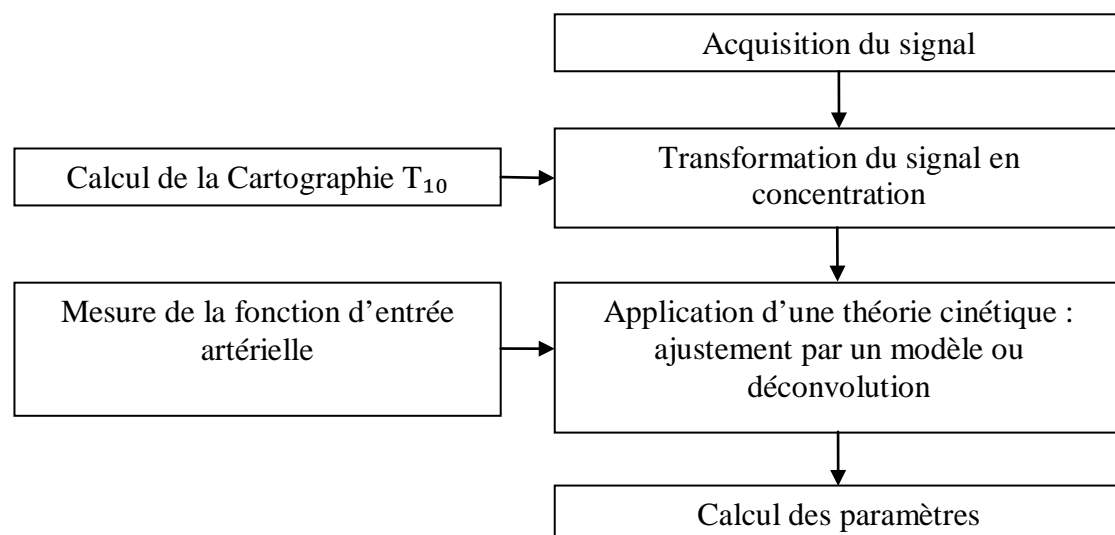 Acquisition du signal
Calcul de la Cartographie T₁₀
Transformation du signal en
concentration
Mesure de la fonction d’entrée
artérielle
Application d’une théorie cinétique :
ajustement par un modèle ou
déconvolution
Calcul des paramètres